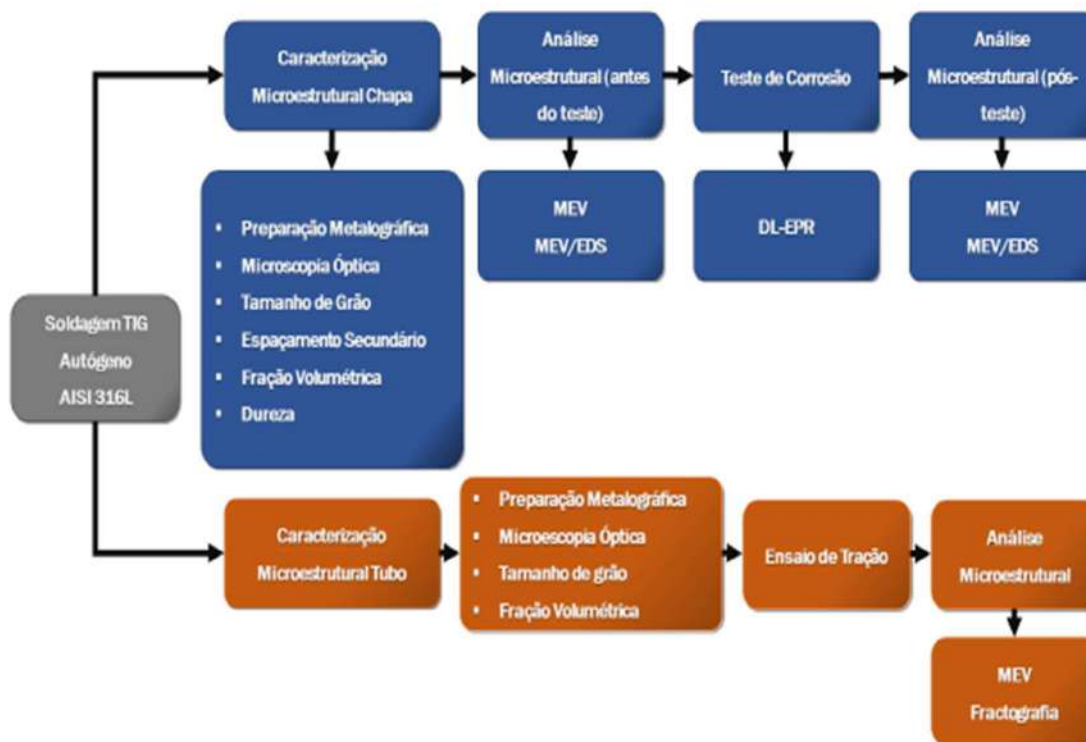 Caracterização
Microestrutural Chapa
Análise
Microestrutural (antes
do teste)
Teste de Corrosão
Análise
Microestrutural (pós-
teste)
▪ Preparação Metalográfica
▪ Microscopia Óptica
▪ Tamanho de Grão
▪ Espaçamento Secundário
▪ Fração Volumétrica
▪ Dureza
MEV
MEV/EDS
DL-EPR
MEV
MEV/EDS
Soldagem TIG
Autógeno
AISI 316L
Caracterização
Microestrutural Tubo
▪ Preparação Metalográfica
▪ Microescopia Óptica
▪ Tamanho de grão
▪ Fração Volumétrica
Ensaio de Tração
Análise
Microestrutural
MEV
Fractografia